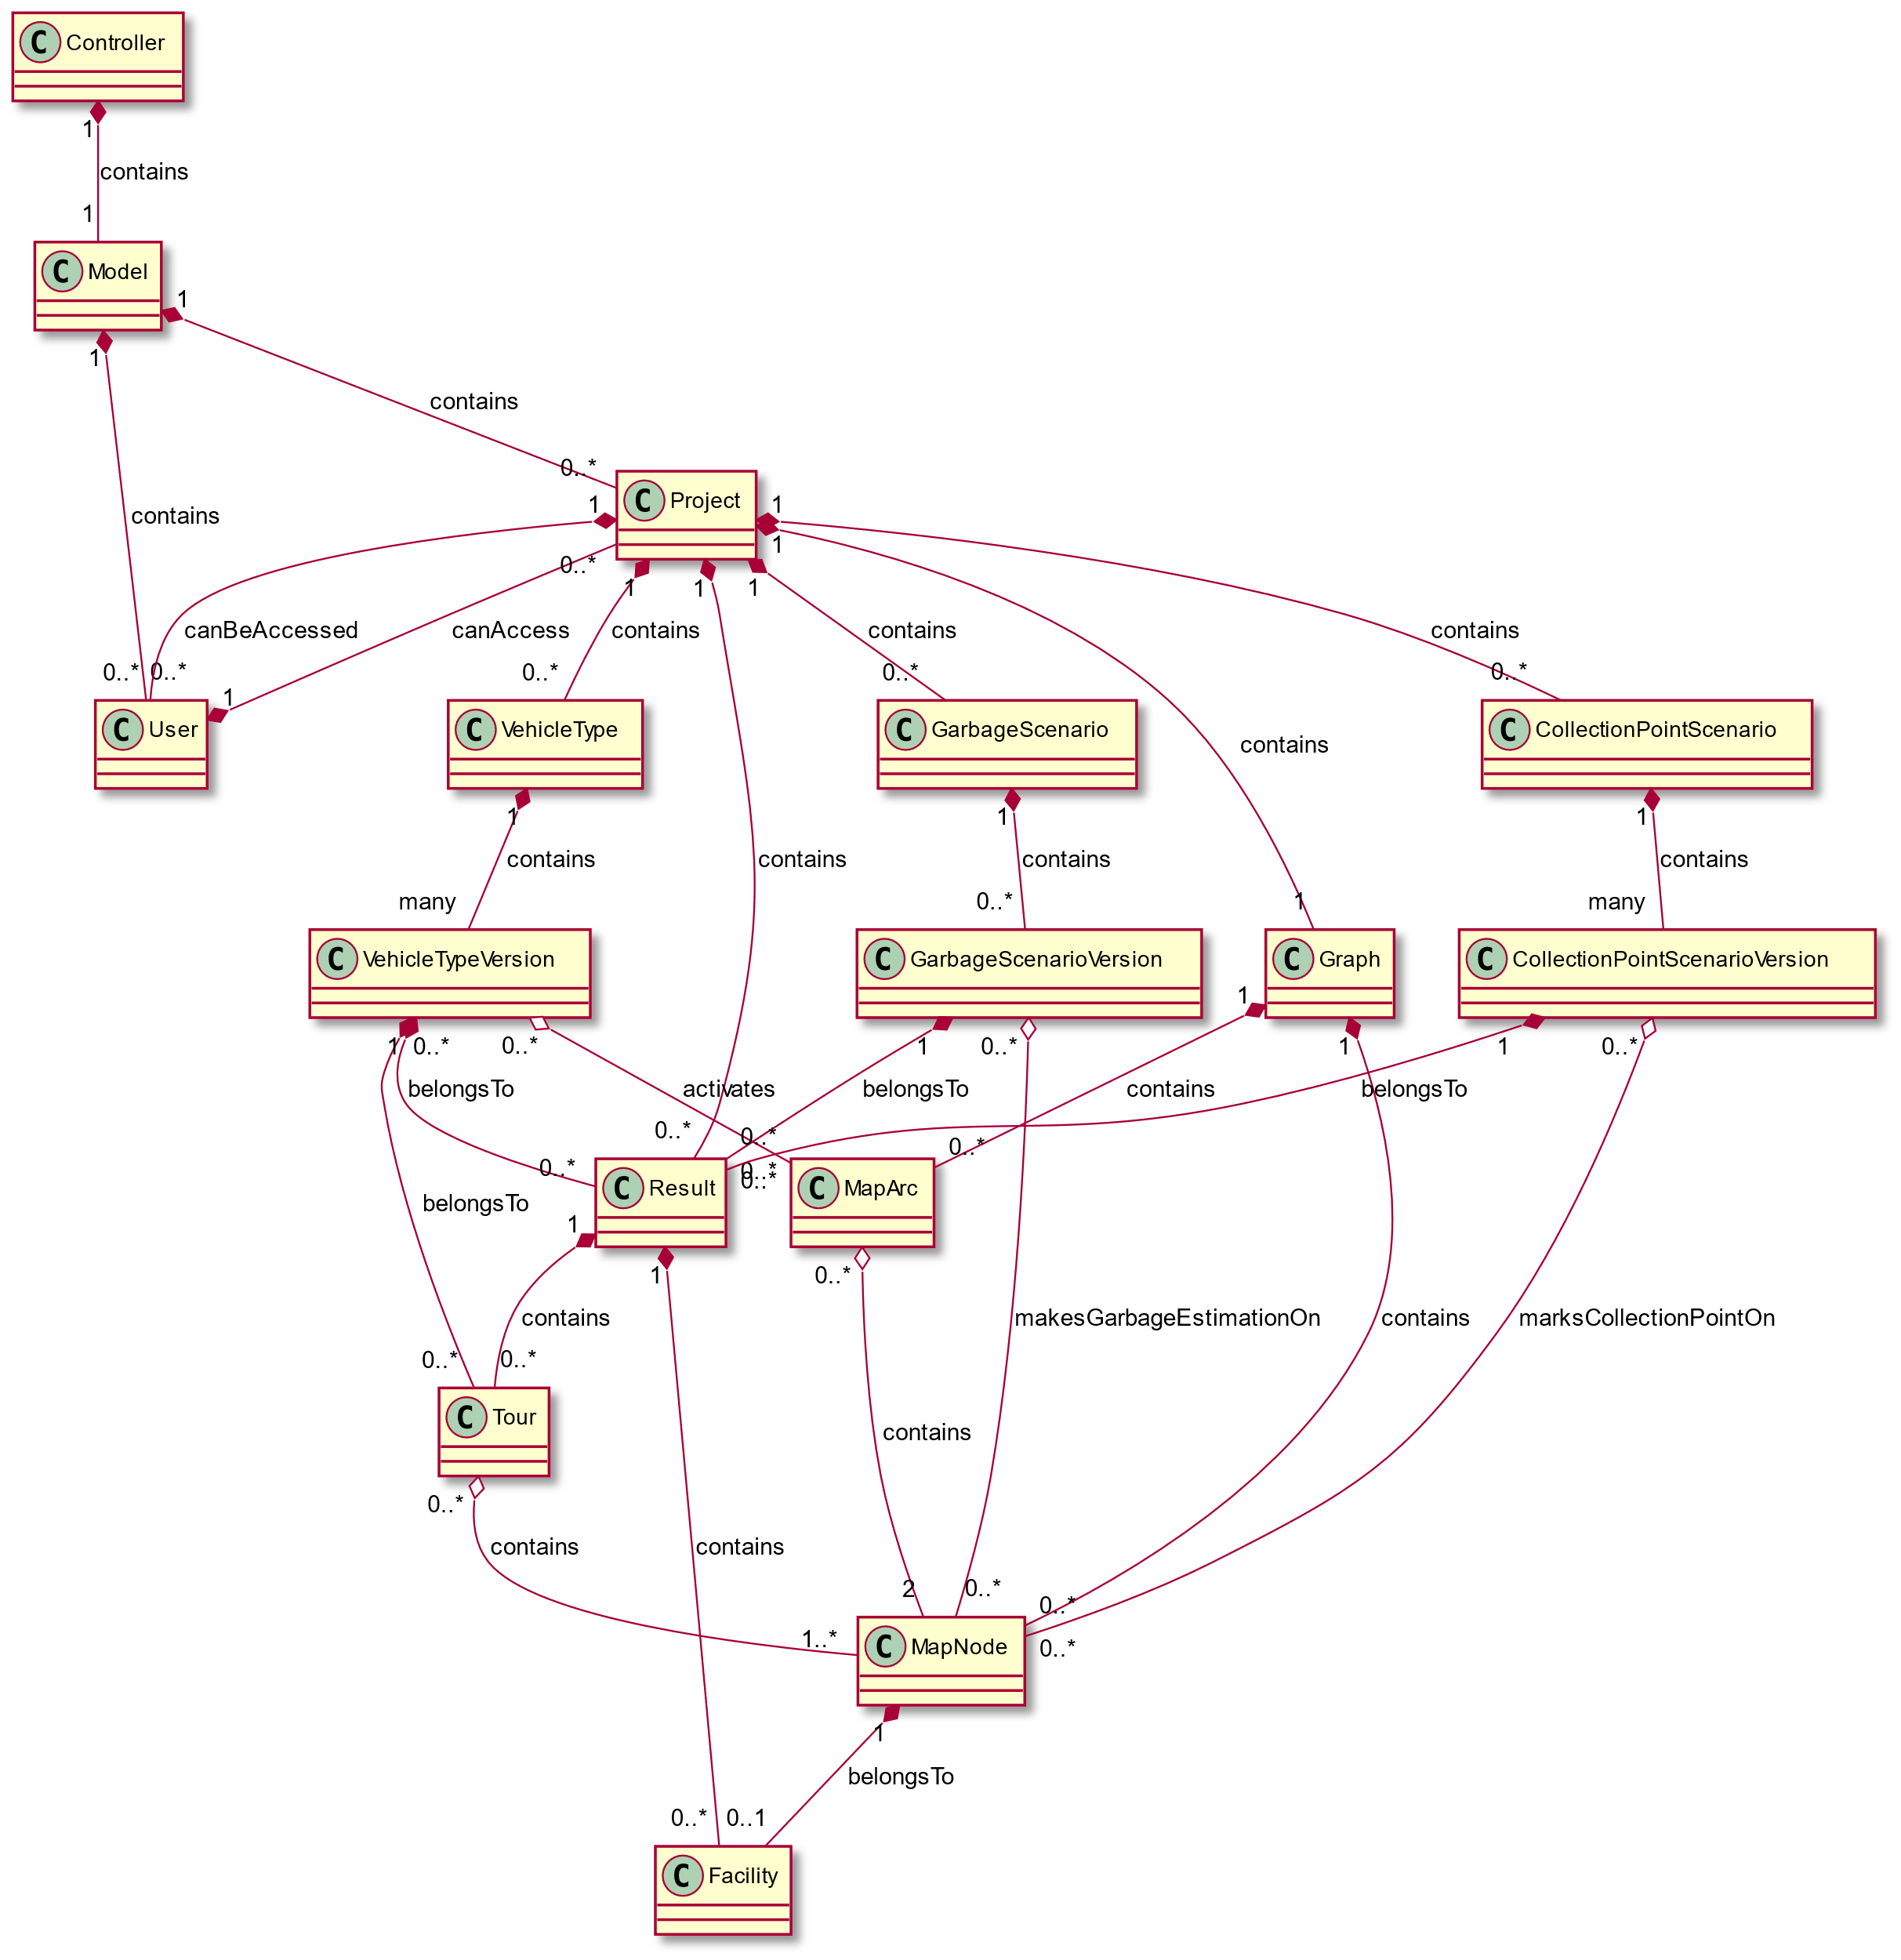 C Controller
1
contains
1
C Model
1
1
contains
0..*
C Project
1
1
contains
0..*
1
1
1
1
canBeAccessed
canAccess
contains
contains
contains
0..*
0..*
0..*
0..*
0..*
1
C User
C VehicleType
C GarbageScenario
C CollectionPointScenario
contains
1
1
1
contains
contains
contains
contains
many
0..*
1
many
C VehicleTypeVersion
C GarbageScenarioVersion
C Graph
C CollectionPointScenarioVersion
1
1
0..*
0..*
1
0..*
1
1
0..*
belongsTo
activates
belongsTo
contains
belongsTo
0..*
0..*
0..*
0..*
0..*
0..*
C Result
C MapArc
belongsTo
1
1
0..*
contains
makesGarbageEstimationOn
contains
marksCollectionPointOn
0..*
0..*
C Tour
contains
0..*
contains
contains
2
0..*
0..*
1..*
0..*
C MapNode
1
belongsTo
0..*
0..1
C Facility